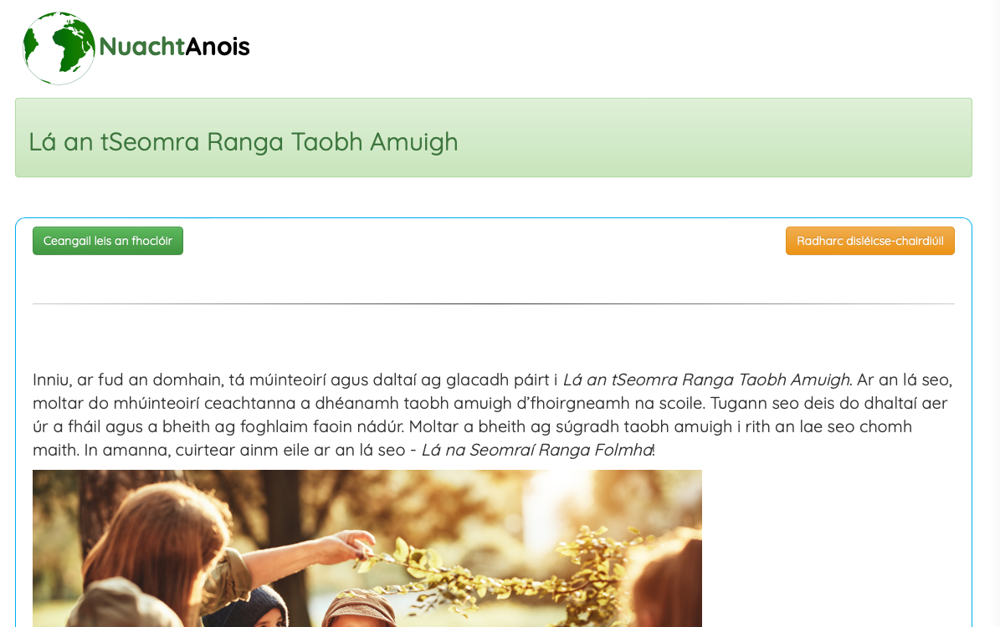 NuachtAnois
Lá an tSeomra Ranga Taobh Amuigh
Ceangail leis an fhoclóir
Radharc disléicse-chairdiúil
Inniu, ar fud an domhain, tá múinteoirí agus daltaí ag glacadh páirt i Lá an tSeomra Ranga Taobh Amuigh. Ar an lá seo,
moltar do mhúinteoirí ceachtanna a dhéanamh taobh amuigh d’fhoirgneamh na scoile. Tugann seo deis do dhaltaí aer
úr a fháil agus a bheith ag foghlaim faoin nádúr. Moltar a bheith ag súgradh taobh amuigh i rith an lae seo chomh
maith. In amanna, cuirtear ainm eile ar an lá seo - Lá na Seomraí Ranga Folmha!